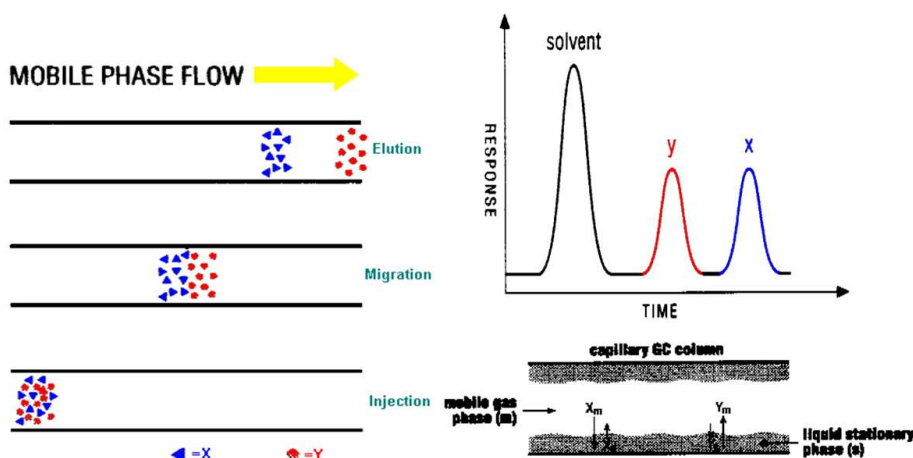 MOBILE PHASE FLOW
Elution
Migration
Injection
=X
=Y
solvent
y
x
RESPONSE
TIME
capillary GC column
mobile gas
phase (m)
Xm
Ym
liquid stationary
phase (s)